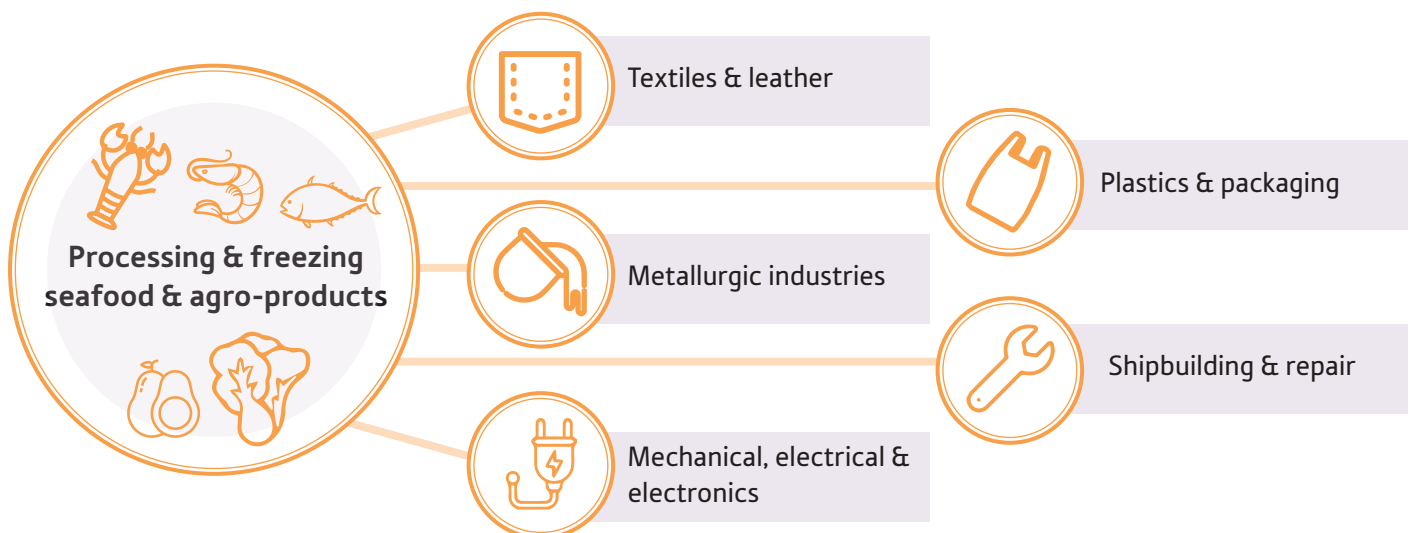 Processing & freezing
seafood & agro-products
Textiles & leather
Plastics & packaging
Metallurgic industries
Shipbuilding & repair
Mechanical, electrical &
electronics